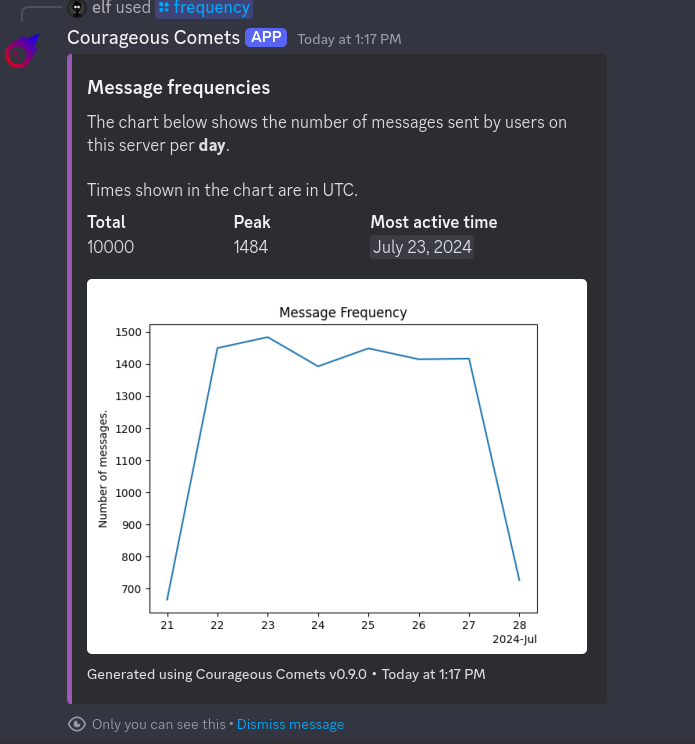 elf used frequency
Courageous Comets APP Today at 1:17 PM
Message frequencies
The chart below shows the number of messages sent by users on
this server per day.
Times shown in the chart are in UTC.
Total Peak Most active time
10000 1484 July 23, 2024
Message Frequency
1500
1400
1300
1200
1100
1000
900
800
700
Number of messages.
21 22 23 24 25 26 27 28
2024-Jul
Generated using Courageous Comets v0.9.0 • Today at 1:17 PM
Only you can see this • Dismiss message